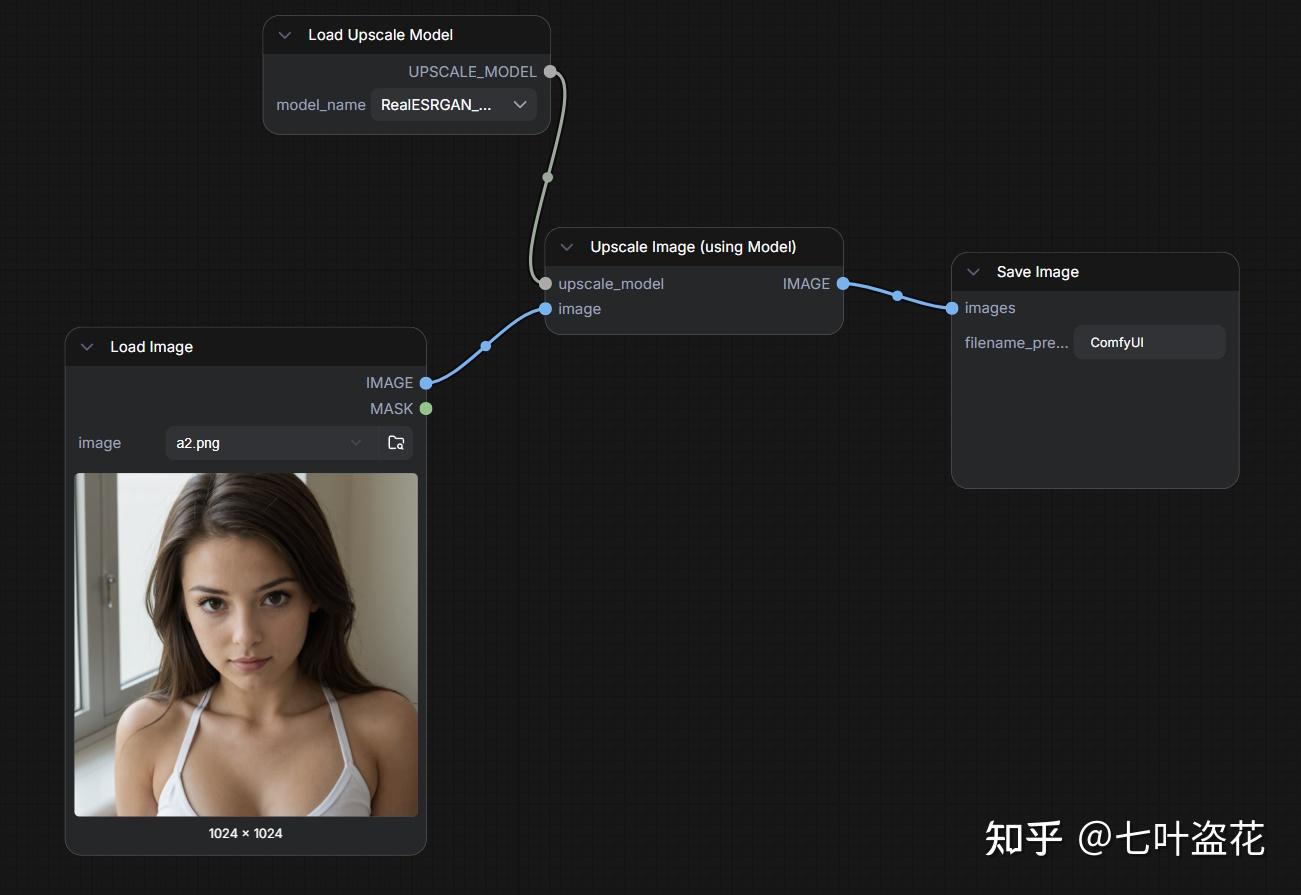 Load Upscale Model
UPSCALE_MODEL
model_name RealESRGAN_...
Upscale Image (using Model)
upscale_model IMAGE
image
Save Image
images
filename_pre... ComfyUI
Load Image
IMAGE
MASK
image a2.png
1024 × 1024
知乎 @七叶盗花